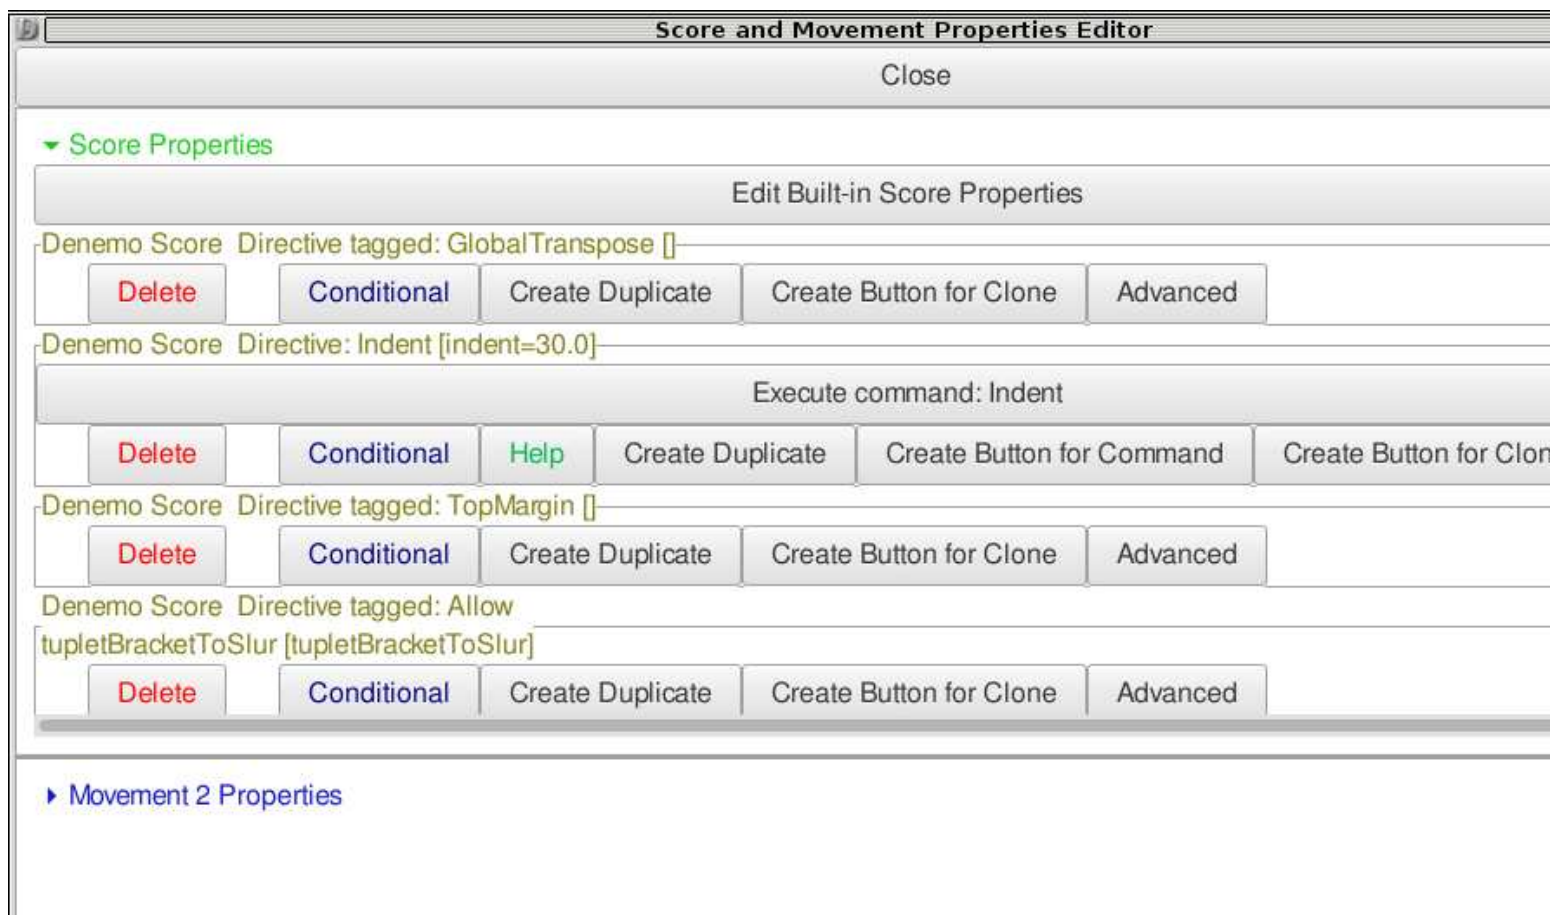 Score and Movement Properties Editor
Close
Score Properties
Edit Built-in Score Properties
Denemo Score  Directive tagged: GlobalTranspose []
Delete Conditional Create Duplicate Create Button for Clone Advanced
Denemo Score  Directive: Indent [indent=30.0]
Execute command: Indent
Delete Conditional Help Create Duplicate Create Button for Command Create Button for Clon
Denemo Score  Directive tagged: TopMargin []
Delete Conditional Create Duplicate Create Button for Clone Advanced
Denemo Score  Directive tagged: Allow
tupletBracketToSlur [tupletBracketToSlur]
Delete Conditional Create Duplicate Create Button for Clone Advanced
Movement 2 Properties